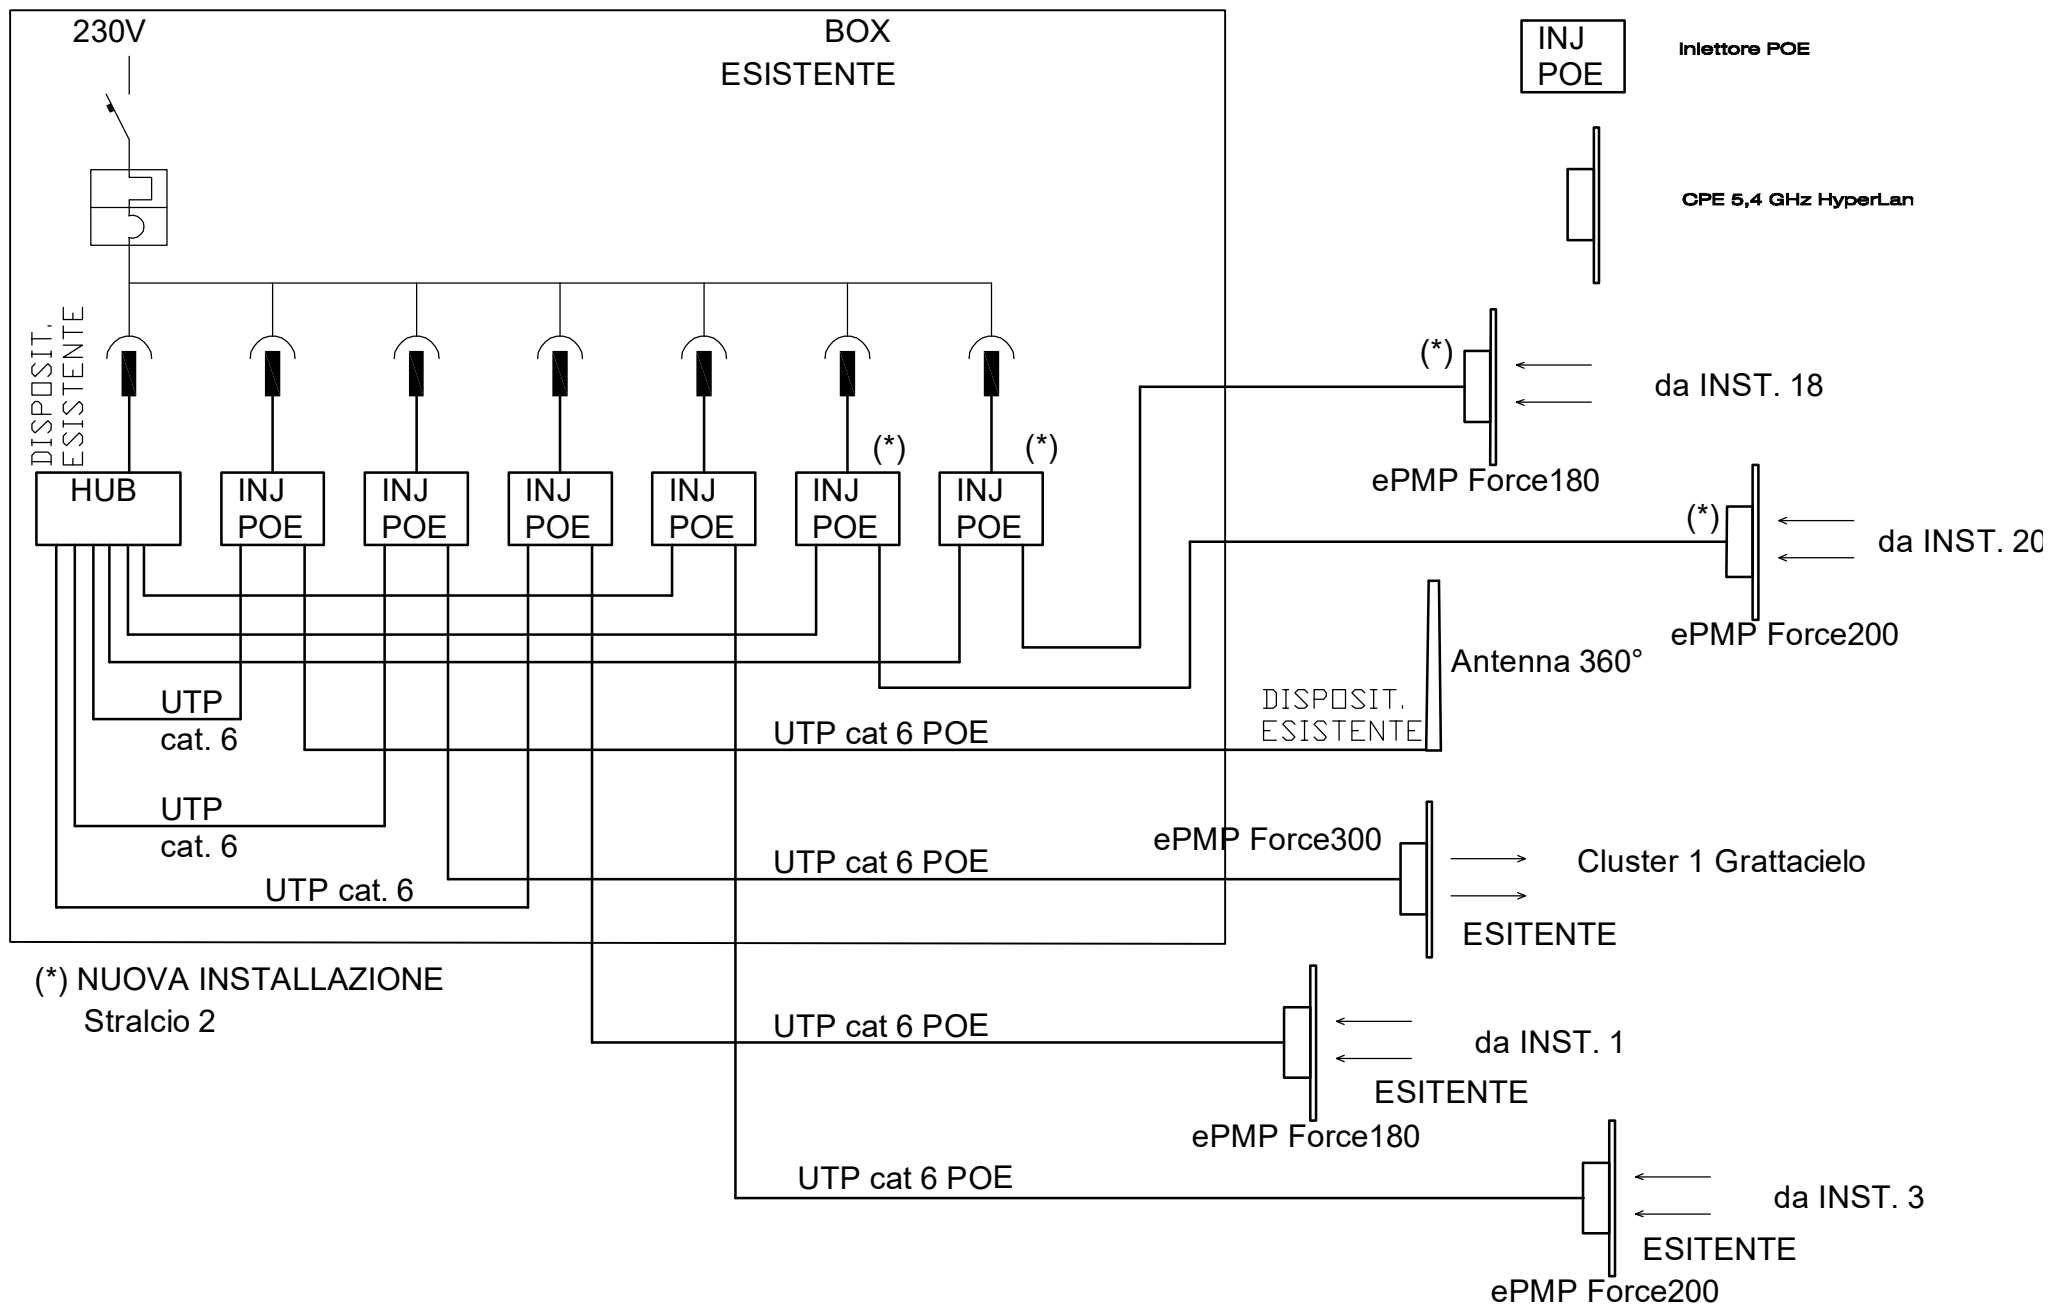 230V
BOX
ESISTENTE
INJ
POE
Iniettore POE
CPE 5,4 GHz HyperLan
DISPOSIT.
ESISTENTE
(*)
da INST. 18
ePMP Force180
(*)
(*)
HUB
INJ
POE
INJ
POE
INJ
POE
INJ
POE
INJ
POE
INJ
POE
(*)
da INST. 20
ePMP Force200
Antenna 360°
DISPOSIT.
ESISTENTE
UTP
cat. 6
UTP cat 6 POE
UTP
cat. 6
ePMP Force300
UTP cat 6 POE
Cluster 1 Grattacielo
UTP cat. 6
ESITENTE
(*) NUOVA INSTALLAZIONE
Stralcio 2
UTP cat 6 POE
da INST. 1
ESITENTE
ePMP Force180
UTP cat 6 POE
da INST. 3
ESITENTE
ePMP Force200